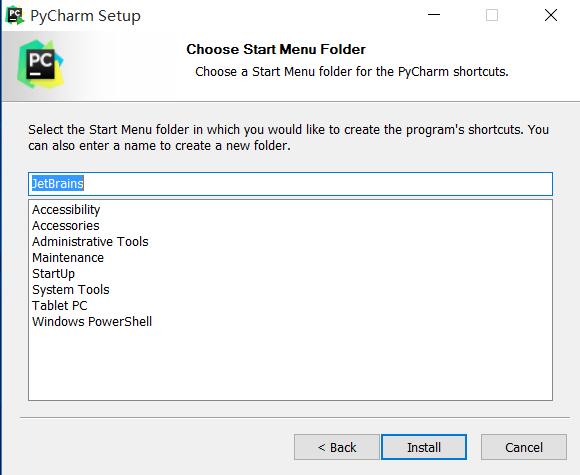 PC PyCharm Setup
PC
Choose Start Menu Folder
Choose a Start Menu folder for the PyCharm shortcuts.
Select the Start Menu folder in which you would like to create the program's shortcuts. You
can also enter a name to create a new folder.
JetBrains
Accessibility
Accessories
Administrative Tools
Maintenance
StartUp
System Tools
Tablet PC
Windows PowerShell
< Back
Install
Cancel